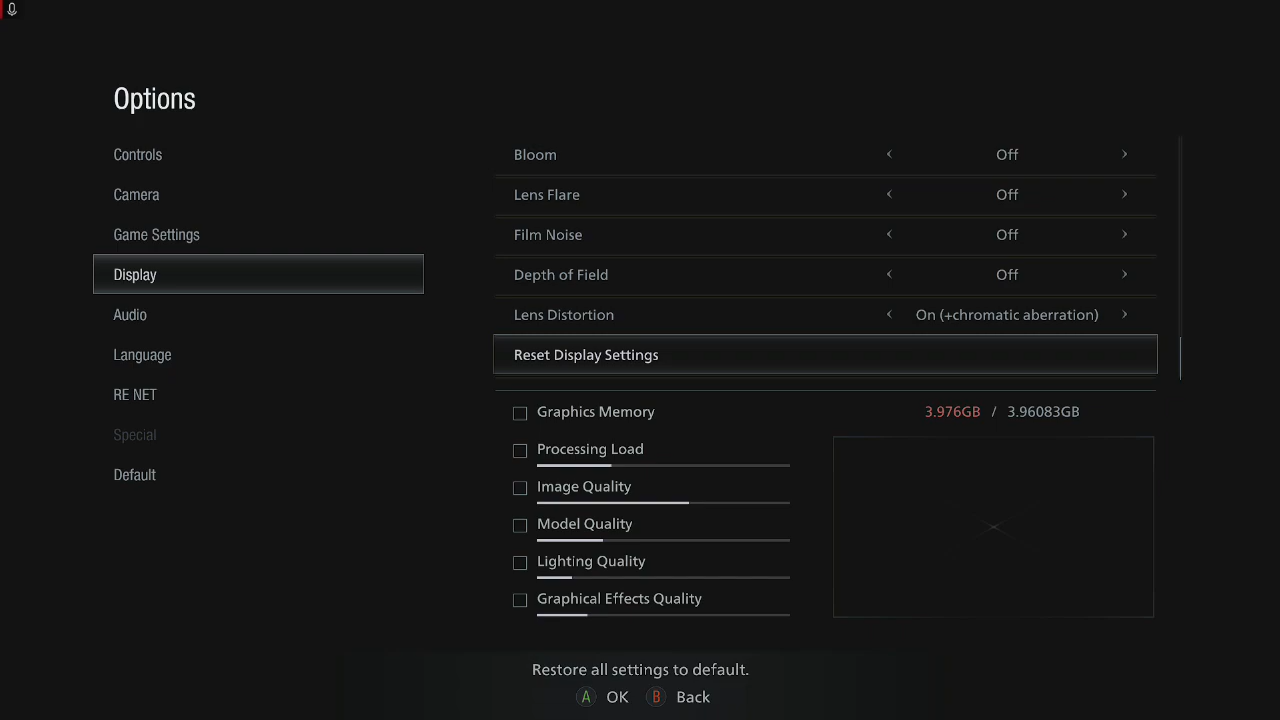 Options
Controls
Camera
Game Settings
Display
Audio
Language
RE NET
Special
Default
Bloom Off
Lens Flare Off
Film Noise Off
Depth of Field Off
Lens Distortion On (+chromatic aberration)
Reset Display Settings
Graphics Memory 3.976GB / 3.96083GB
Processing Load
Image Quality
Model Quality
Lighting Quality
Graphical Effects Quality
Restore all settings to default.
A OK B Back